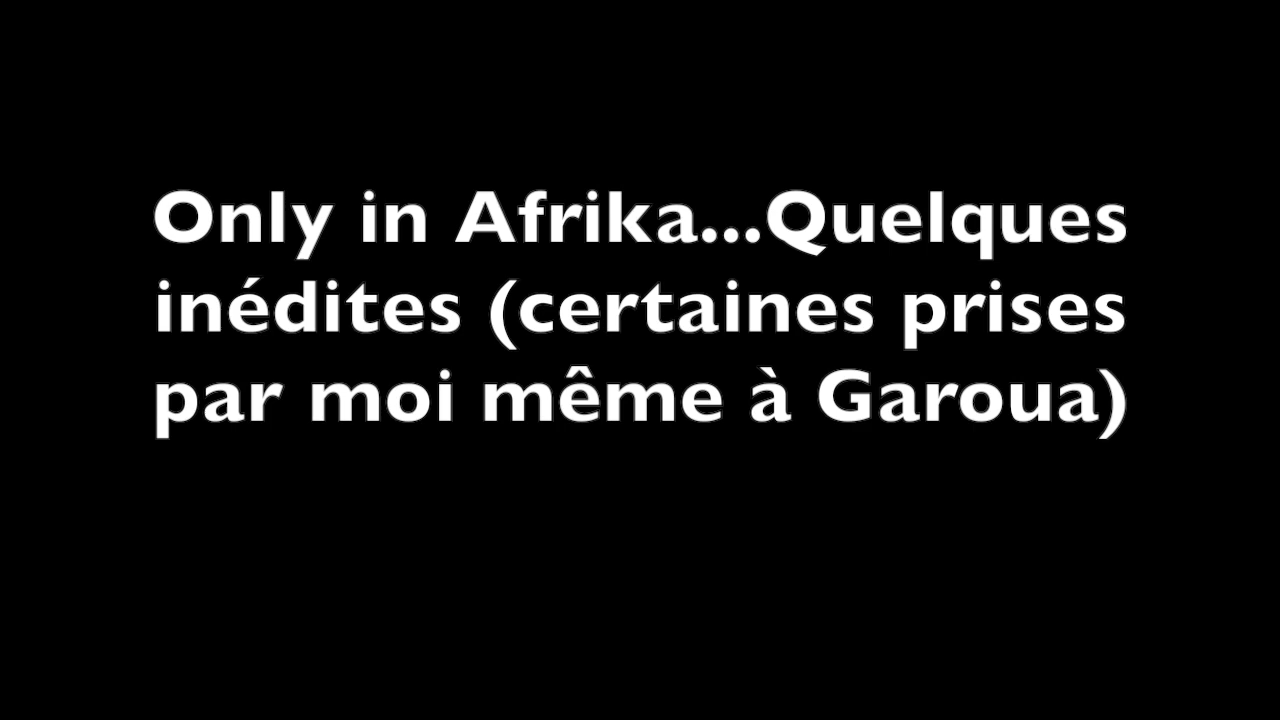 Only in Afrika...Quelques
inédites (certaines prises
par moi même à Garoua)